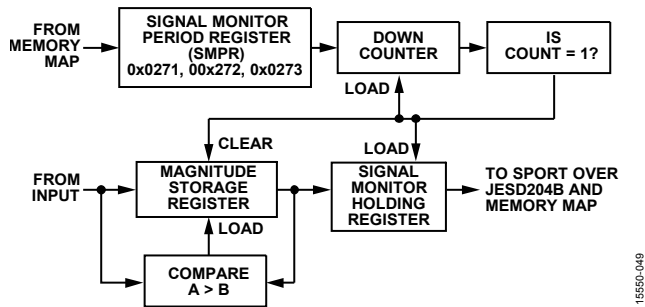 FROM
MEMORY
MAP
SIGNAL MONITOR
PERIOD REGISTER
(SMPR)
0x0271, 00x272, 0x0273
DOWN
COUNTER
IS
COUNT = 1?
LOAD
CLEAR
LOAD
FROM
INPUT
MAGNITUDE
STORAGE
REGISTER
SIGNAL
MONITOR
HOLDING
REGISTER
TO SPORT OVER
JESD204B AND
MEMORY MAP
LOAD
COMPARE
A > B
15550-049